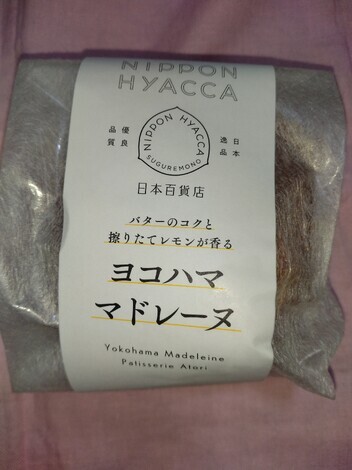 NIPPON
HYACCA
優良
品質
NIPPON HYACCA
SUGUREMONO
日本
逸品
日本百貨店
バターのコクと
擦りたてレモンが香る
ヨコハマ
マドレーヌ
Yokohama Madeleine
Patisserie Atori